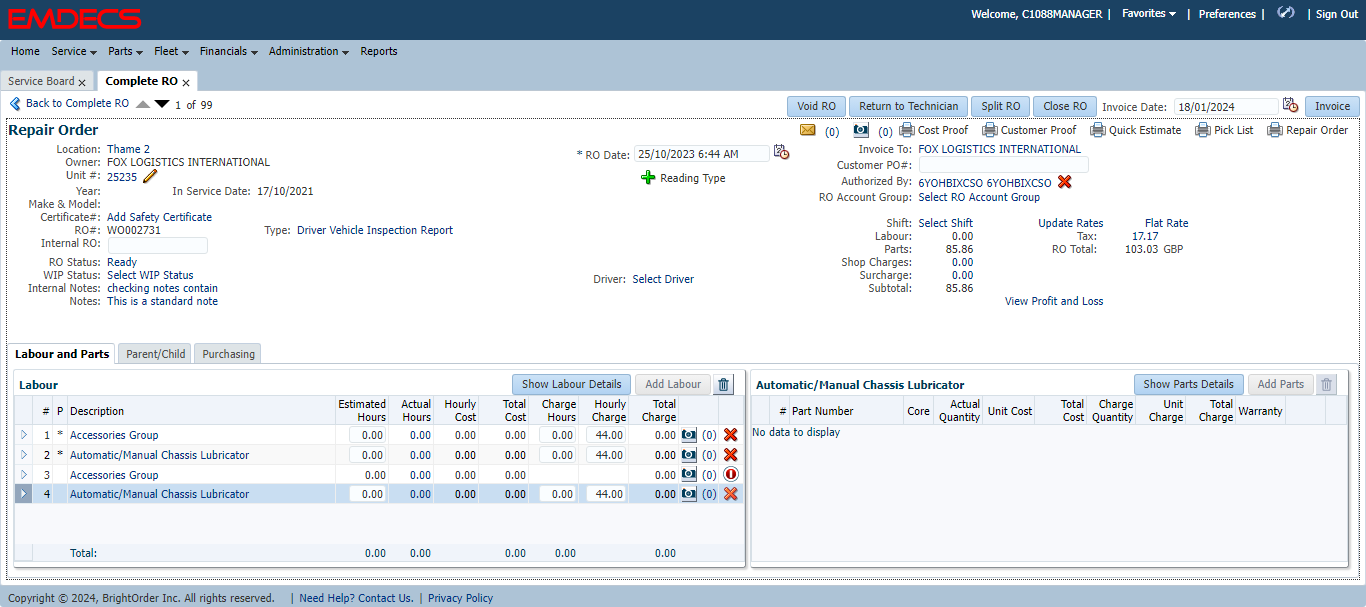 EMDECS
Welcome, C1088MANAGER | Favorites | Preferences | | Sign Out
Home Service Parts Fleet Financials Administration Reports
Service Board x Complete RO x
Back to Complete RO 1 of 99 Void RO Return to Technician Split RO Close RO Invoice Date: 18/01/2024 Invoice
Repair Order (0) (0) Cost Proof Customer Proof Quick Estimate Pick List Repair Order
Location: Thame 2 * RO Date: 25/10/2023 6:44 AM Invoice To: FOX LOGISTICS INTERNATIONAL
Owner: FOX LOGISTICS INTERNATIONAL Customer PO#:
Unit #: 25235 Reading Type Authorized By: 6YOHBIXCSO 6YOHBIXCSO
Year: In Service Date: 17/10/2021 RO Account Group: Select RO Account Group
Make & Model:
Certificate#: Add Safety Certificate Shift: Select Shift Update Rates Flat Rate
RO#: WO002731 Type: Driver Vehicle Inspection Report Labour: 0.00 Tax: 17.17
Internal RO: Parts: 85.86 RO Total: 103.03 GBP
RO Status: Ready Shop Charges: 0.00
WIP Status: Select WIP Status Driver: Select Driver Surcharge: 0.00
Internal Notes: checking notes contain Subtotal: 85.86
Notes: This is a standard note View Profit and Loss
Labour and Parts Parent/Child Purchasing
Labour Show Labour Details Add Labour Automatic/Manual Chassis Lubricator Show Parts Details Add Parts
# P Description Estimated Hours Actual Hours Hourly Cost Total Cost Charge Hours Hourly Charge Total Charge # Part Number Core Actual Quantity Unit Cost Total Cost Charge Quantity Unit Charge Total Charge Warranty
1 * Accessories Group 0.00 0.00 0.00 0.00 0.00 44.00 0.00 (0) No data to display
2 * Automatic/Manual Chassis Lubricator 0.00 0.00 0.00 0.00 0.00 44.00 0.00 (0)
3 Accessories Group 0.00 0.00 0.00 0.00 0.00 (0)
4 Automatic/Manual Chassis Lubricator 0.00 0.00 0.00 0.00 0.00 44.00 0.00 (0)
Total: 0.00 0.00 0.00 0.00 0.00
Copyright © 2024, BrightOrder Inc. All rights reserved. | Need Help? Contact Us. | Privacy Policy